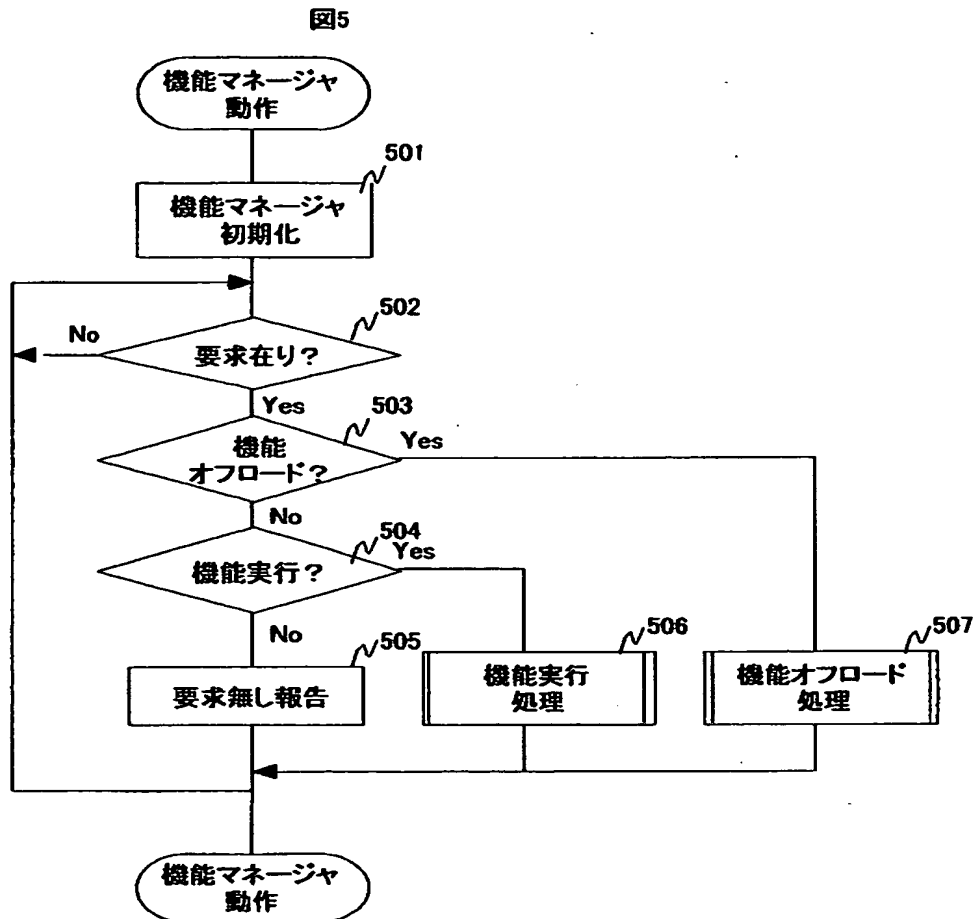 図5
機能マネージャ
動作
501
機能マネージャ
初期化
502
No
要求在り?
Yes
503
機能
オフロード?
Yes
No
504
機能実行?
Yes
No
505
要求無し報告
506
機能実行
処理
507
機能オフロード
処理
機能マネージャ
動作